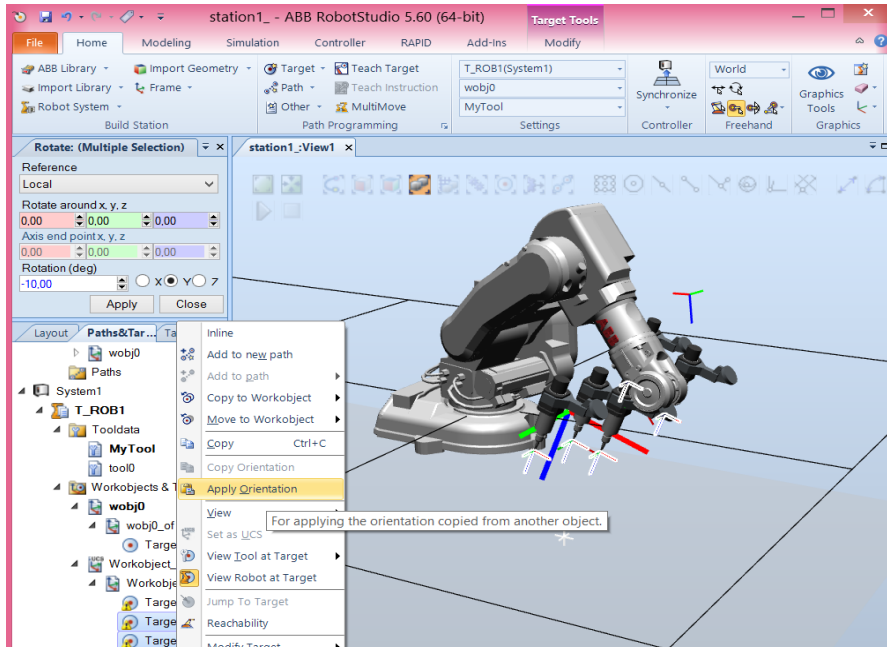 station1_ - ABB RobotStudio 5.60 (64-bit)
Target Tools
File Home Modeling Simulation Controller RAPID Add-Ins Modify
ABB Library Import Geometry Target Teach Target T_ROB1(System1) World
Import Library Frame Path Teach Instruction wobj0 Synchronize Graphics Tools
Robot System Other MultiMove MyTool
Build Station Path Programming Settings Controller Freehand Graphics
Rotate: (Multiple Selection) station1_:View1
Reference
Local
Rotate around x, y, z
0,00 0,00 0,00
Axis end point x, y, z
0,00 0,00 0,00
Rotation (deg)
-10,00 X Y Z
Apply Close
Layout Paths&Tar... Ta
wobj0
Paths
System1
T_ROB1
Tooldata
MyTool
tool0
Workobjects & T
wobj0
wobj0_of
Targe
UCS
Workobject_
Workobje
Targe
Targe
Targe
Inline
Add to new path
Add to path
Copy to Workobject
Move to Workobject
Copy Ctrl+C
Copy Orientation
Apply Orientation
View
For applying the orientation copied from another object.
Set as UCS
View Tool at Target
View Robot at Target
Jump To Target
Reachability
Modify Target
ABB